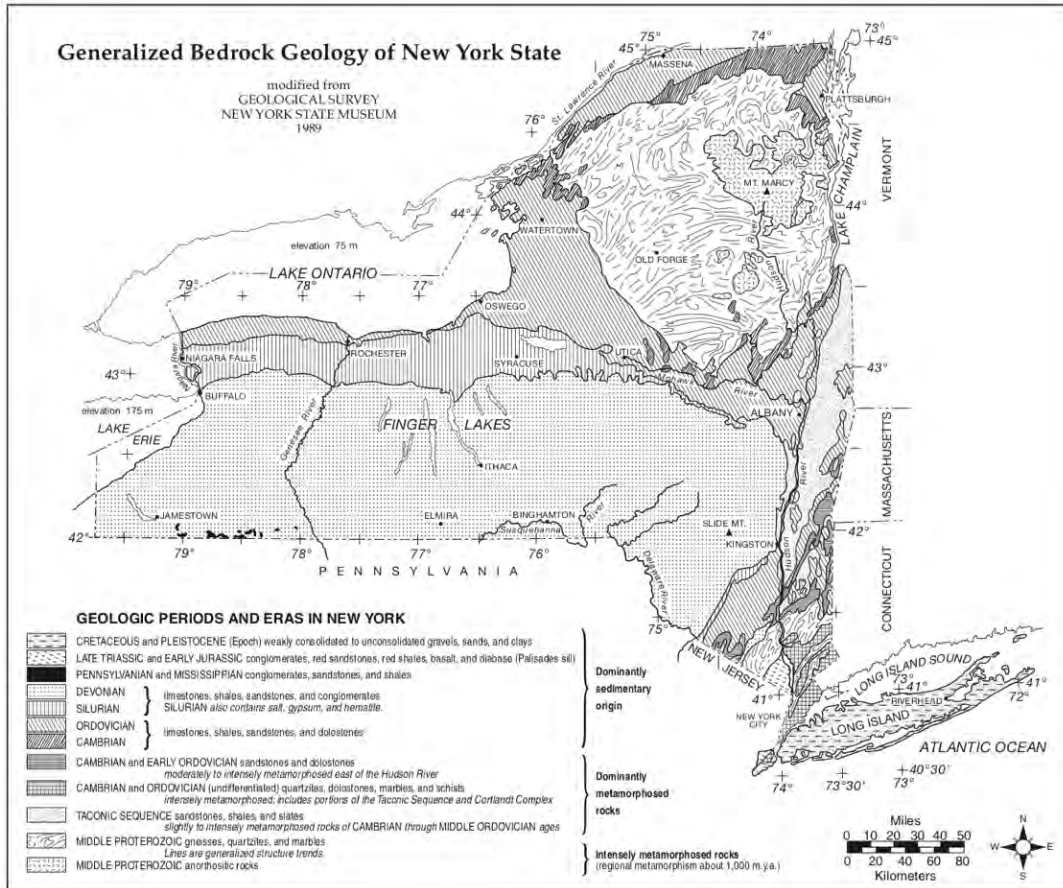 Generalized Bedrock Geology of New York State
modified from
GEOLOGICAL SURVEY
NEW YORK STATE MUSEUM
1989
75°
74°
73°
45°
45°
MASSENA
St. Lawrence River
PLATTSBURGH
76°
LAKE CHAMPLAIN
VERMONT
MT. MARCY
44°
44°
WATERTOWN
elevation 75 m
OLD FORGE
Hudson River
LAKE ONTARIO
79°
78°
77°
OSWEGO
ROCHESTER
NIAGARA FALLS
Niagara River
SYRACUSE
UTICA
Mohawk River
43°
43°
BUFFALO
ALBANY
elevation 175 m
LAKE ERIE
Genesee River
FINGER LAKES
ITHACA
MASSACHUSETTS
JAMESTOWN
ELMIRA
BINGHAMTON
Susquehanna River
SLIDE MT.
KINGSTON
Hudson River
42°
42°
79°
78°
77°
76°
Delaware River
CONNECTICUT
PENNSYLVANIA
75°
NEW JERSEY
41°
NEW YORK CITY
LONG ISLAND SOUND
73°
41°
41°
72°
RIVERHEAD
LONG ISLAND
ATLANTIC OCEAN
74°
73°30'
73°
40°30'
GEOLOGIC PERIODS AND ERAS IN NEW YORK
CRETACEOUS and PLEISTOCENE (Epoch) weakly consolidated to unconsolidated gravels, sands, and clays
LATE TRIASSIC and EARLY JURASSIC conglomerates, red sandstones, red shales, basalt, and diabase (Palisades sill)
PENNSYLVANIAN and MISSISSIPPIAN conglomerates, sandstones, and shales
DEVONIAN
SILURIAN
limestones, shales, sandstones, and conglomerates
SILURIAN also contains salt, gypsum, and hematite.
ORDOVICIAN
CAMBRIAN
limestones, shales, sandstones, and dolostones
Dominantly
sedimentary
origin
CAMBRIAN and EARLY ORDOVICIAN sandstones and dolostones
moderately to intensely metamorphosed east of the Hudson River
CAMBRIAN and ORDOVICIAN (undifferentiated) quartzites, dolostones, marbles, and schists
intensely metamorphosed; includes portions of the Taconic Sequence and Cortlandt Complex
TACONIC SEQUENCE sandstones, shales, and slates
slightly to intensely metamorphosed rocks of CAMBRIAN through MIDDLE ORDOVICIAN ages
Dominantly
metamorphosed
rocks
MIDDLE PROTEROZOIC gneisses, quartzites, and marbles
Lines are generalized structure trends.
MIDDLE PROTEROZOIC anorthositic rocks
Intensely metamorphosed rocks
(regional metamorphism about 1,000 m.y.a.)
Miles
0 10 20 30 40 50
0 20 40 60 80
Kilometers
N
W E
S